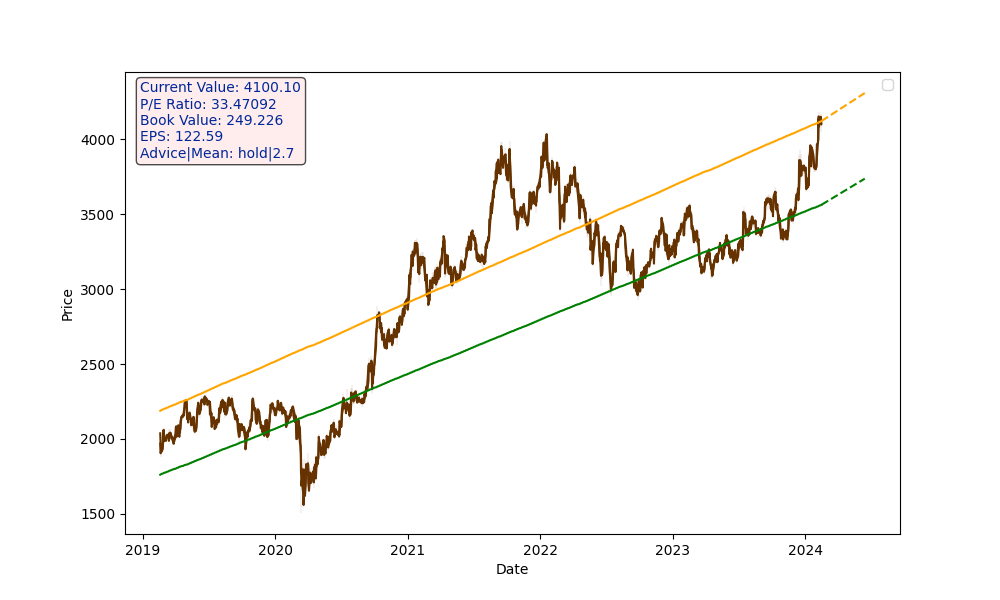 Current Value: 4100.10
P/E Ratio: 33.47092
Book Value: 249.226
EPS: 122.59
Advice|Mean: hold|2.7
4000
3500
3000
2500
2000
1500
Price
2019 2020 2021 2022 2023 2024
Date